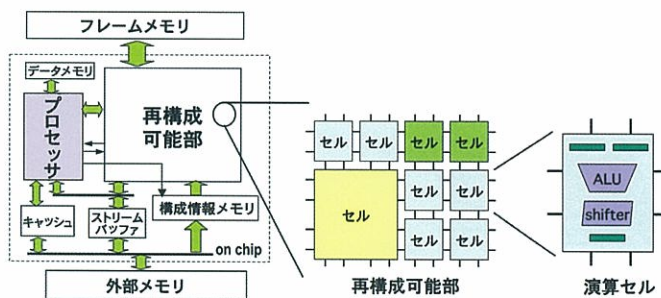 フレームメモリ
データメモリ
プロセッサ
再構成
可能部
キャッシュ
ストリーム
バッファ
構成情報メモリ
on chip
外部メモリ
セル
セル
セル
セル
セル
セル
セル
セル
セル
再構成可能部
ALU
shifter
演算セル